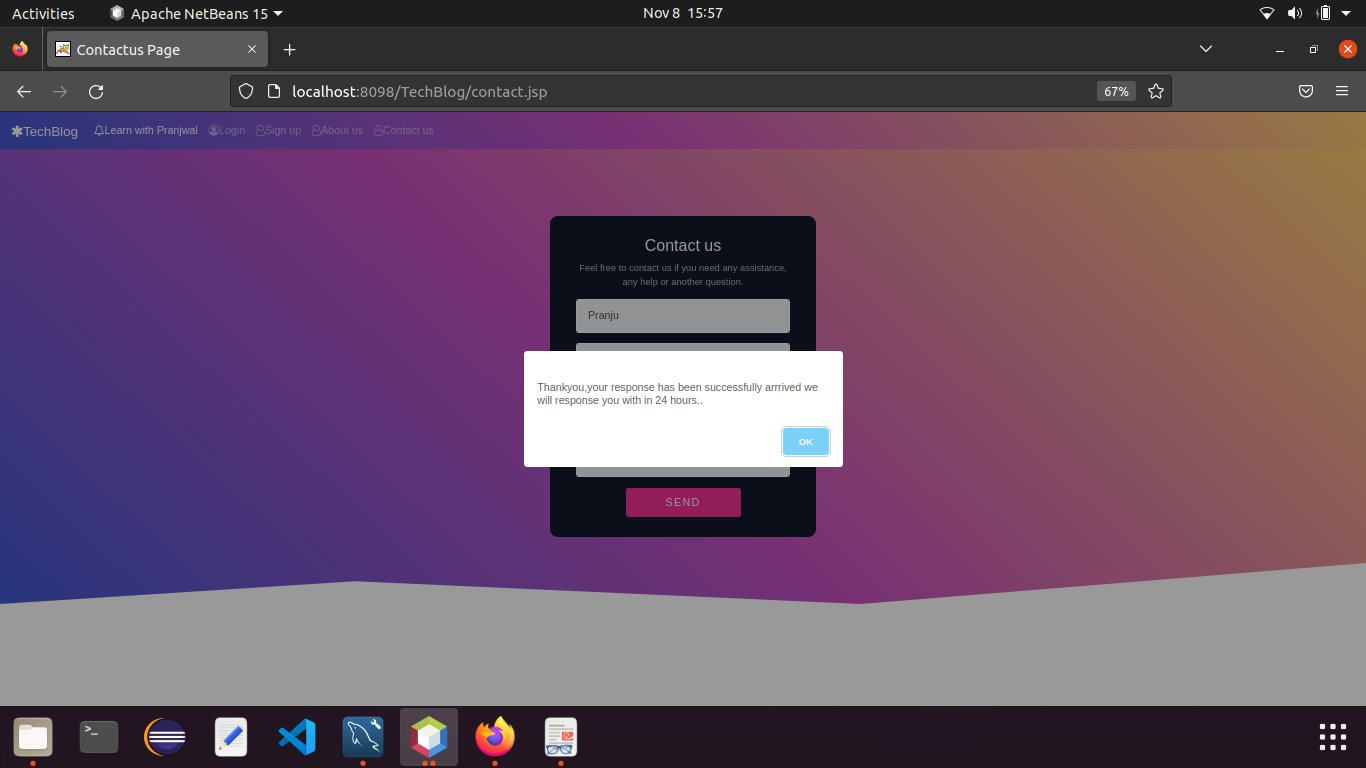 Activities
Apache NetBeans 15
Nov 8 15:57
Contactus Page
localhost:8098/TechBlog/contact.jsp
67%
TechBlog
Learn with Pranjwal
Login
Sign up
About us
Contact us
Contact us
Feel free to contact us if you need any assistance,
any help or another question.
Pranju
Thankyou,your response has been successfully arrrived we
will response you with in 24 hours..
OK
SEND